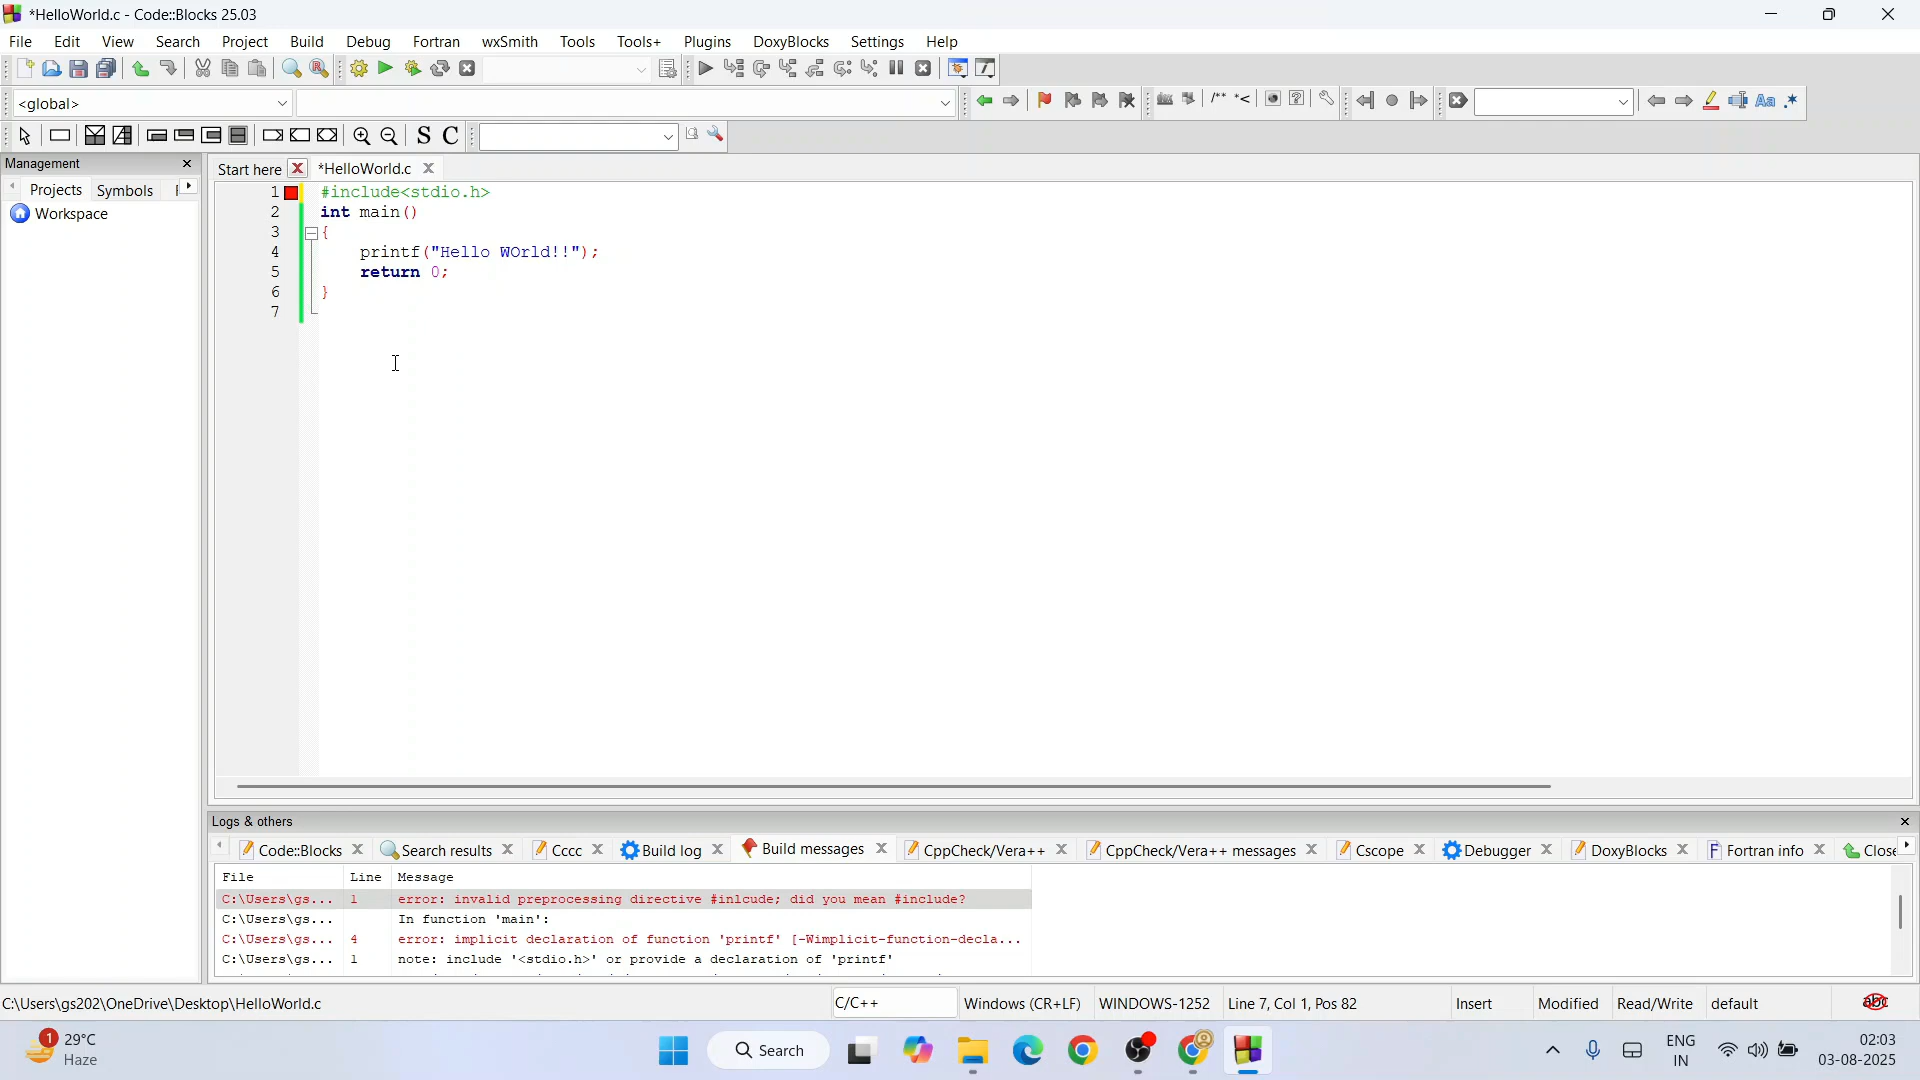 *HelloWorld.c - Code::Blocks 25.03
File Edit View Search Project Build Debug Fortran wxSmith Tools Tools+ Plugins DoxyBlocks Settings Help
<global>
/** *<
Aa .*
S C
Management
Start here *HelloWorld.c
Projects Symbols
Workspace
1 #include<stdio.h>
2 int main()
3 {
4 printf("Hello WOrld!!");
5 return 0;
6 }
7
Logs & others
Code::Blocks Search results Cccc Build log Build messages CppCheck/Vera++ CppCheck/Vera++ messages Cscope Debugger DoxyBlocks Fortran info Close
File Line Message
C:\Users\gs... 1 error: invalid preprocessing directive #inlcude; did you mean #include?
C:\Users\gs... In function 'main':
C:\Users\gs... 4 error: implicit declaration of function 'printf' [-Wimplicit-function-decla...
C:\Users\gs... 1 note: include '<stdio.h>' or provide a declaration of 'printf'
C:\Users\gs202\OneDrive\Desktop\HelloWorld.c C/C++ Windows (CR+LF) WINDOWS-1252 Line 7, Col 1, Pos 82 Insert Modified Read/Write default abc
1 29°C
Haze
Search
ENG
IN
02:03
03-08-2025